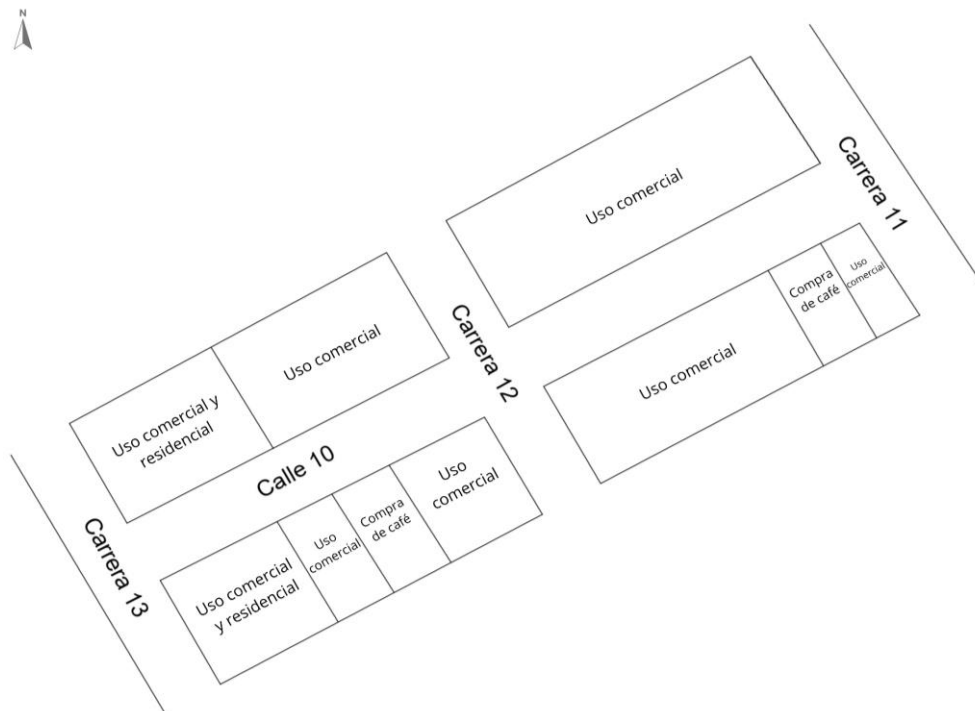 N
Uso comercial
Carrera 11
Uso comercial
Compra
de café
Uso
comercial
Carrera 12
Uso comercial
Uso comercial y
residencial
Calle 10
Uso
comercial
Compra
de café
Uso
comercial
Uso comercial
y residencial
Carrera 13